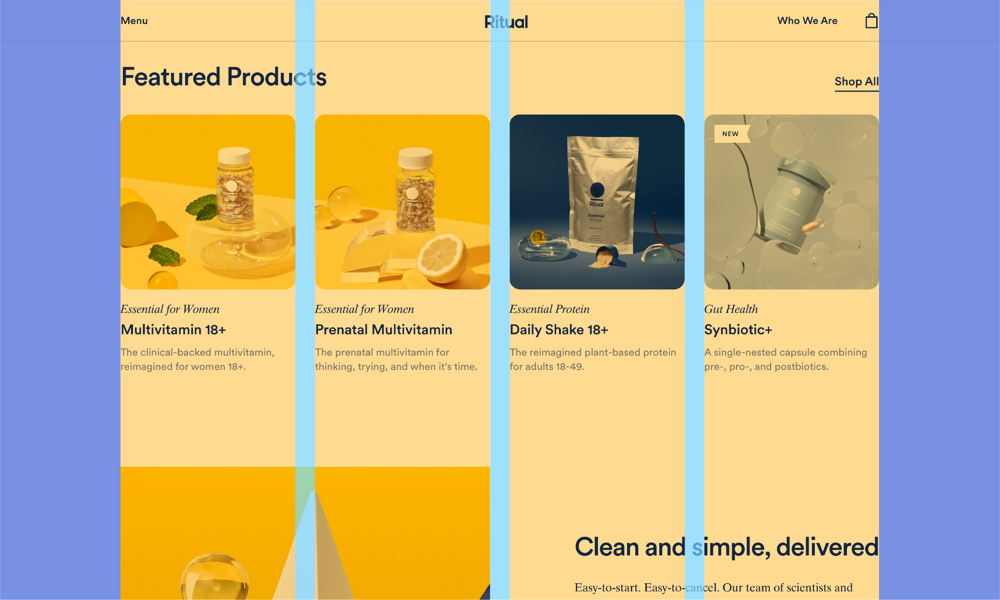 Menu
Ritual
Who We Are
Featured Products
Shop All
NEW
Ritual
Essential
Ritual
Essential
Ritual
Essential
Protein
Ritual
Synbiotic+
Essential for Women
Multivitamin 18+
The clinical-backed multivitamin,
reimagined for women 18+.
Essential for Women
Prenatal Multivitamin
The prenatal multivitamin for
thinking, trying, and when it's time.
Essential Protein
Daily Shake 18+
The reimagined plant-based protein
for adults 18-49.
Gut Health
Synbiotic+
A single-nested capsule combining
pre-, pro-, and postbiotics.
Clean and simple, delivered
Easy-to-start. Easy-to-cancel. Our team of scientists and